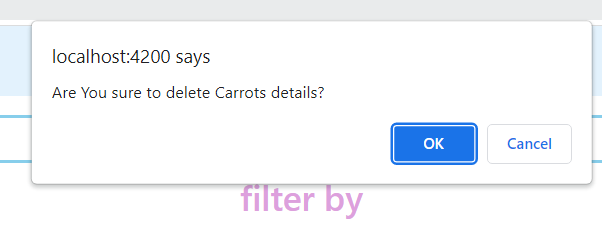 localhost:4200 says
Are You sure to delete Carrots details?
OK
Cancel
filter by